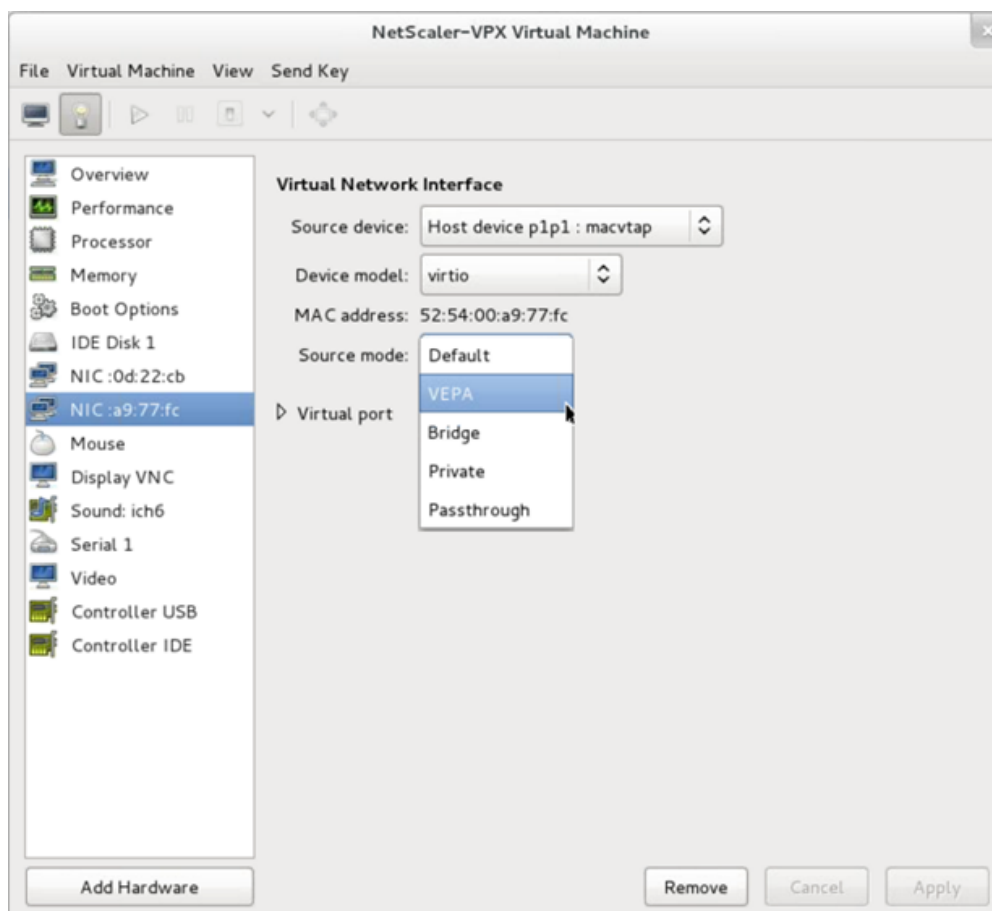 NetScaler-VPX Virtual Machine
File Virtual Machine View Send Key
Overview
Performance
Processor
Memory
Boot Options
IDE Disk 1
NIC :0d:22:cb
NIC :a9:77:fc
Mouse
Display VNC
Sound: ich6
Serial 1
Video
Controller USB
Controller IDE
Add Hardware
Virtual Network Interface
Source device: Host device p1p1 : macvtap
Device model: virtio
MAC address: 52:54:00:a9:77:fc
Source mode: Default
VEPA
Bridge
Private
Passthrough
Virtual port
Remove Cancel Apply